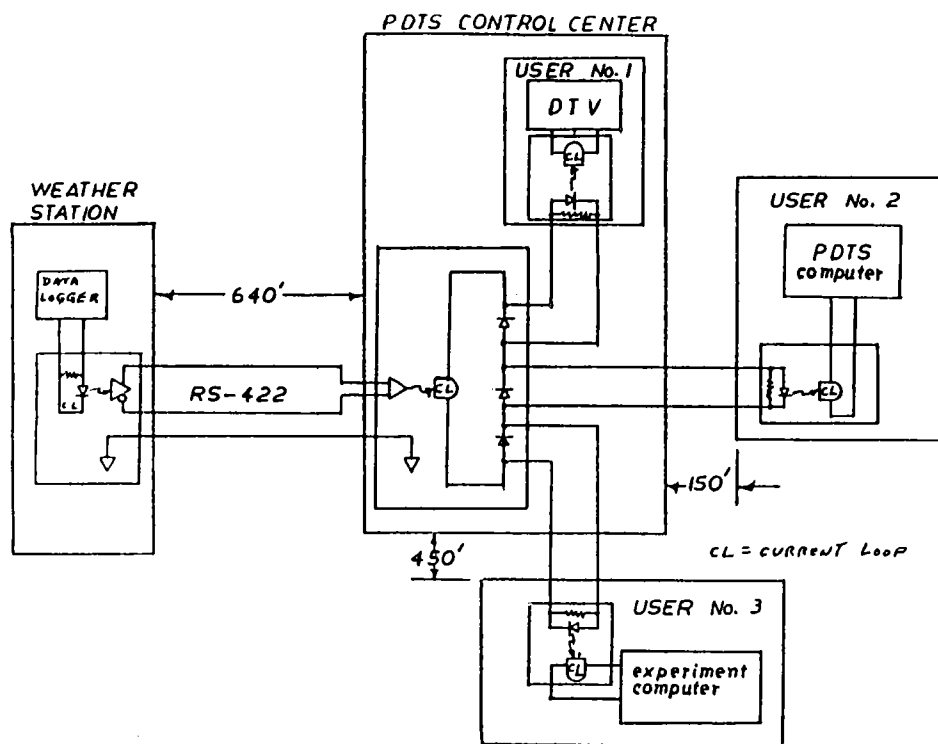 PDTS CONTROL CENTER
USER No. 1
DTV
CL
WEATHER
STATION
DATA
LOGGER
CL
640'
RS-422
CL
USER No. 2
PDTS
computer
CL
150'
450'
CL = CURRENT LOOP
USER No. 3
CL
experiment
computer